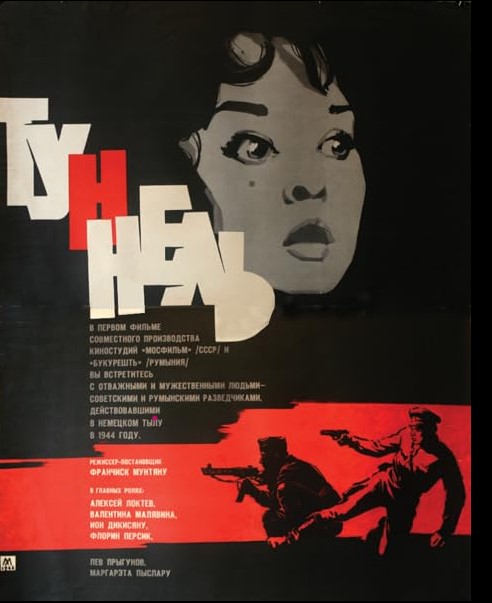 ТУННЕЛЬ
В ПЕРВОМ ФИЛЬМЕ
СОВМЕСТНОГО ПРОИЗВОДСТВА
КИНОСТУДИЙ «МОСФИЛЬМ» /СССР/ И
«БУКУРЕШТЬ» /РУМЫНИЯ/
ВЫ ВСТРЕТИТЕСЬ
С ОТВАЖНЫМИ И МУЖЕСТВЕННЫМИ ЛЮДЬМИ—
СОВЕТСКИМИ И РУМЫНСКИМИ РАЗВЕДЧИКАМИ,
ДЕЙСТВОВАВШИМИ
В НЕМЕЦКОМ ТЫЛУ
В 1944 ГОДУ.
РЕЖИССЕР-ПОСТАНОВЩИК
ФРАНЧИСК МУНТЯНУ
В ГЛАВНЫХ РОЛЯХ:
АЛЕКСЕЙ ЛОКТЕВ,
ВАЛЕНТИНА МАЛЯВИНА,
ИОН ДИКИСЯНУ,
ФЛОРИН ПЕРСИК,
ЛЕВ ПРЫГУНОВ,
МАРГАРЭТА ПЫСЛАРУ